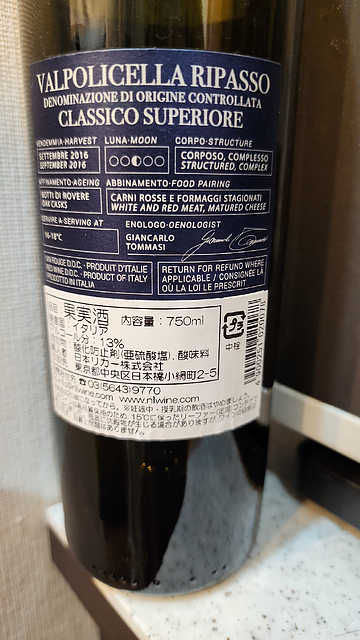 VALPOLICELLA RIPASSO
DENOMINAZIONE DI ORIGINE CONTROLLATA
CLASSICO SUPERIORE
VENDEMMIA·HARVEST LUNA·MOON CORPO·STRUCTURE
SETTEMBRE 2016
SEPTEMBER 2016
CORPOSO, COMPLESSO
STRUCTURED, COMPLEX
AFFINAMENTO·AGEING ABBINAMENTO·FOOD PAIRING
BOTTI DI ROVERE
OAK CASKS
CARNI ROSSE E FORMAGGI STAGIONATI
WHITE AND RED MEAT, MATURED CHEESE
SERVIRE A·SERVING AT ENOLOGO·OENOLOGIST
16-18°C
GIANCARLO
TOMMASI
VIN ROUGE D.O.C. · PRODUIT D'ITALIE
RED WINE D.O.C. · PRODUCT OF ITALY
PRODOTTO IN ITALIA
RETURN FOR REFUND WHERE
APPLICABLE / CONSIGNÉE LÀ
OÙ LA LOI LE PRESCRIT
果実酒 内容量：750ml
イタリア
13%
酸化防止剤(亜硫酸塩)、酸味料
日本リカー株式会社
東京都中央区日本橋小網町2-5
☎03(5643)9770
www.nlwine.com
中栓